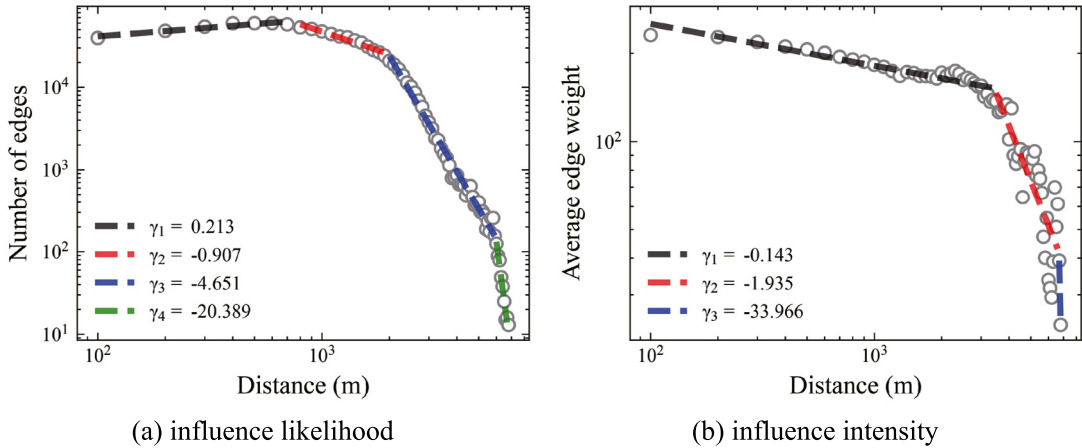 Number of edges
10^4
10^3
10^2
10^1
γ₁ = 0.213
γ₂ = -0.907
γ₃ = -4.651
γ₄ = -20.389
10^2
10^3
Distance (m)
(a) influence likelihood
Average edge weight
10^2
γ₁ = -0.143
γ₂ = -1.935
γ₃ = -33.966
10^2
10^3
Distance (m)
(b) influence intensity